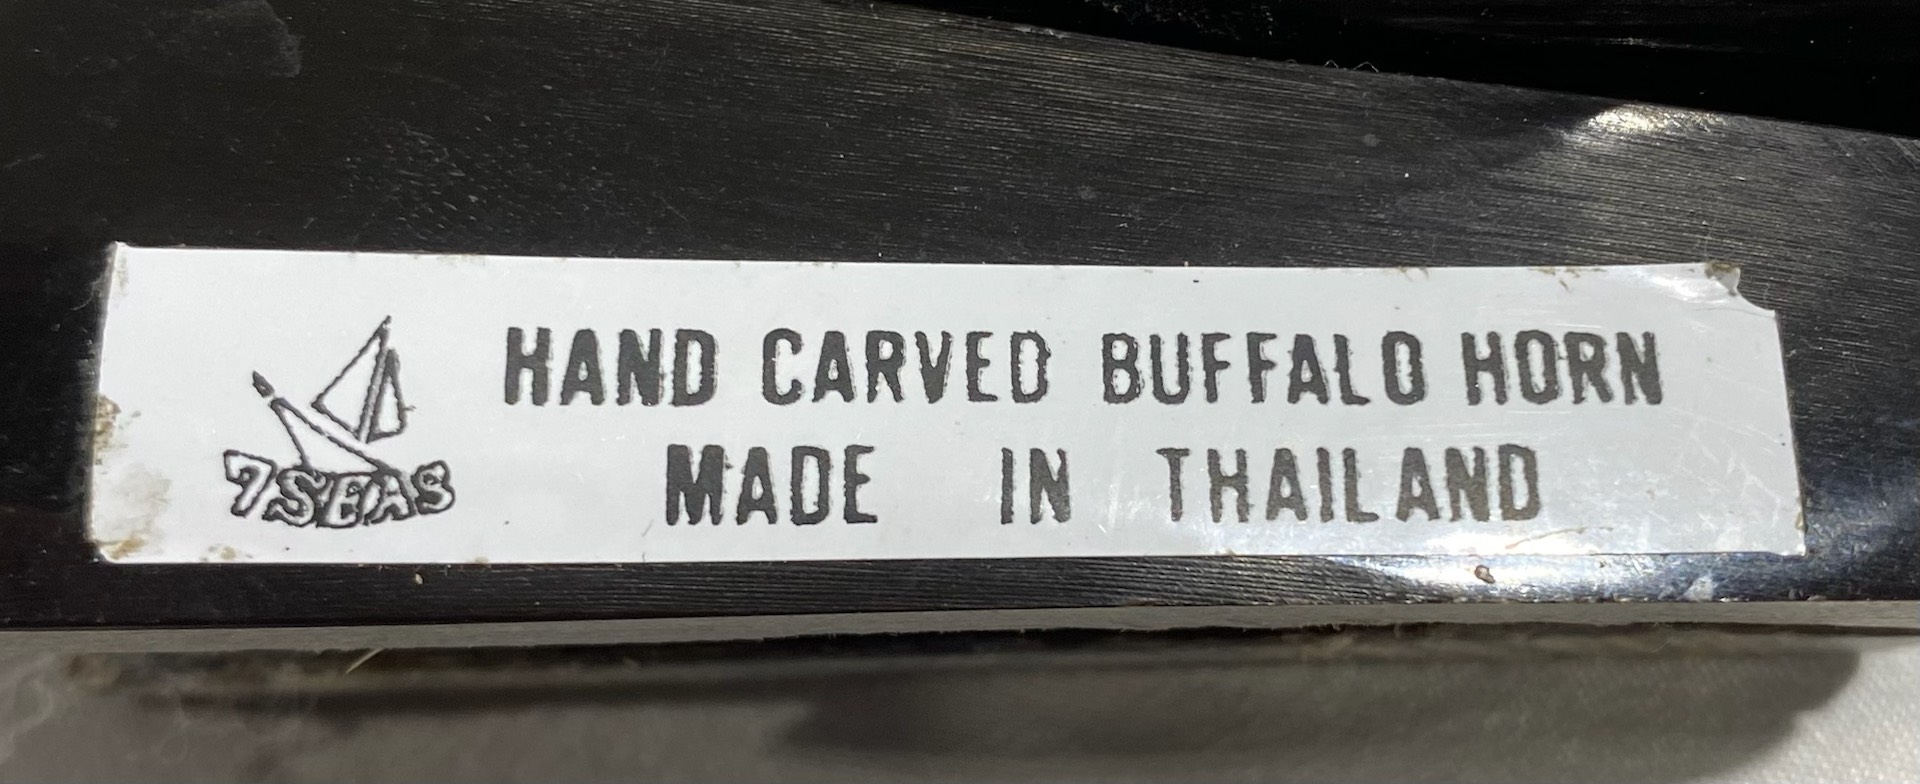 HAND CARVED BUFFALO HORN
MADE IN THAILAND
7SEAS